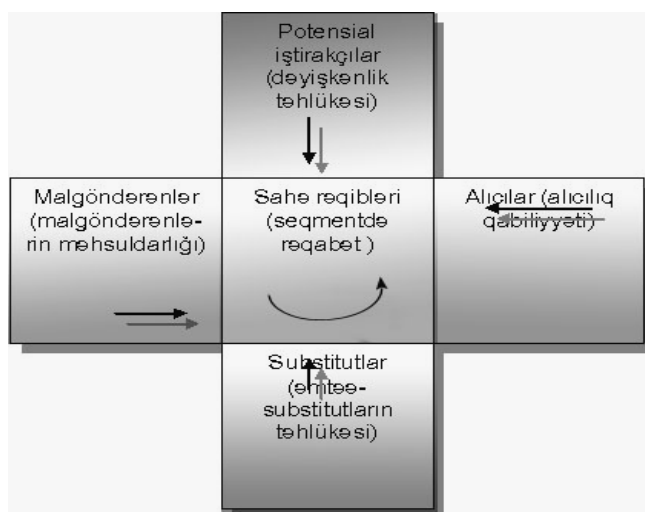 Potensial
iştirakçılar
(dəyişkənlik
təhlükəsi)
Malgöndərənlər
(malgöndərənlə-
rin məhsuldarlığı)
Sahə rəqibləri
(seqmentdə
rəqabət )
Alıcılar (alıcılıq
qabiliyyəti)
Substitutlar
(əmtəə-
substitutların
təhlükəsi)